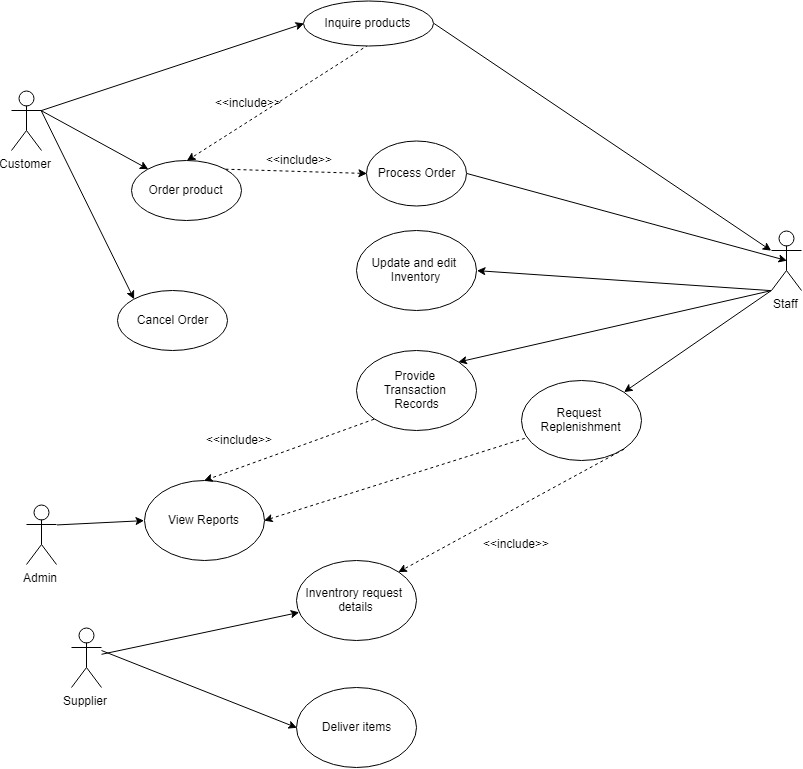 Inquire products
<<include>>
Customer
<<include>>
Order product
Process Order
Update and edit
Inventory
Staff
Cancel Order
Provide
Transaction
Records
Request
Replenishment
<<include>>
View Reports
<<include>>
Admin
Inventrory request
details
Supplier
Deliver items